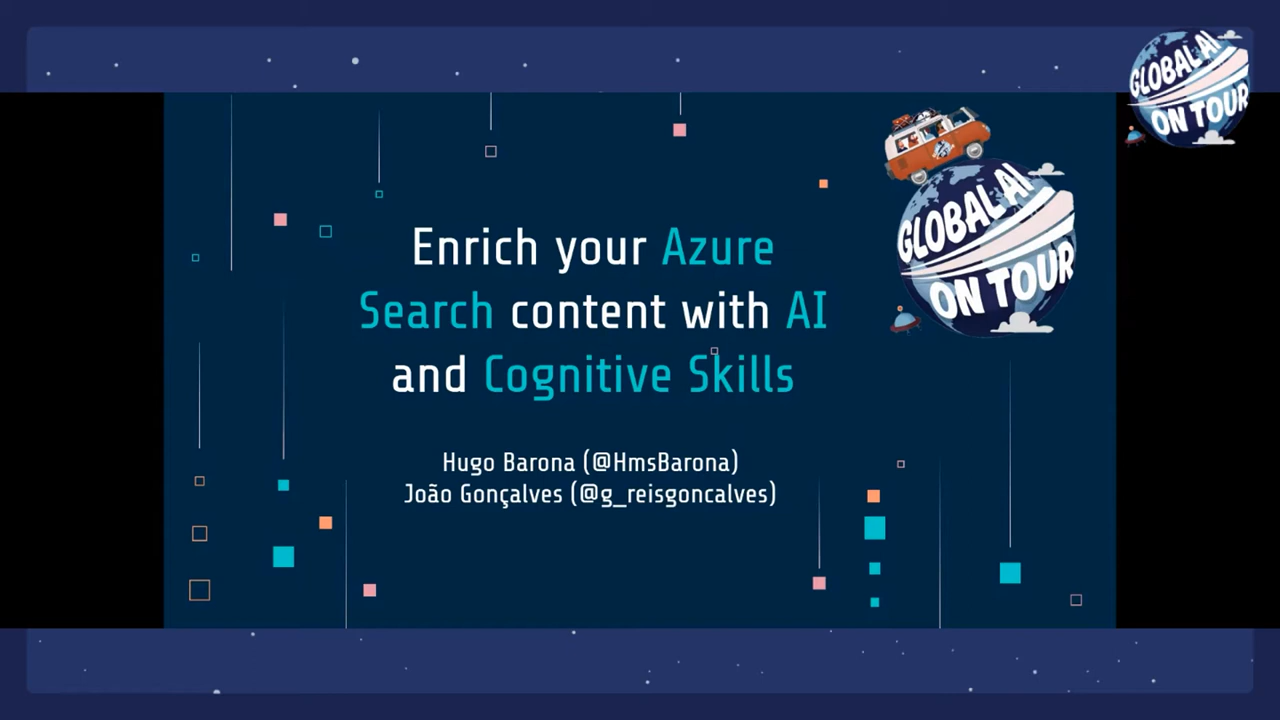 GLOBAL AI
ON TOUR
GLOBAL AI
ON TOUR
Enrich your Azure
Search content with AI
and Cognitive Skills
Hugo Barona (@HmsBarona)
João Gonçalves (@g_reisgoncalves)